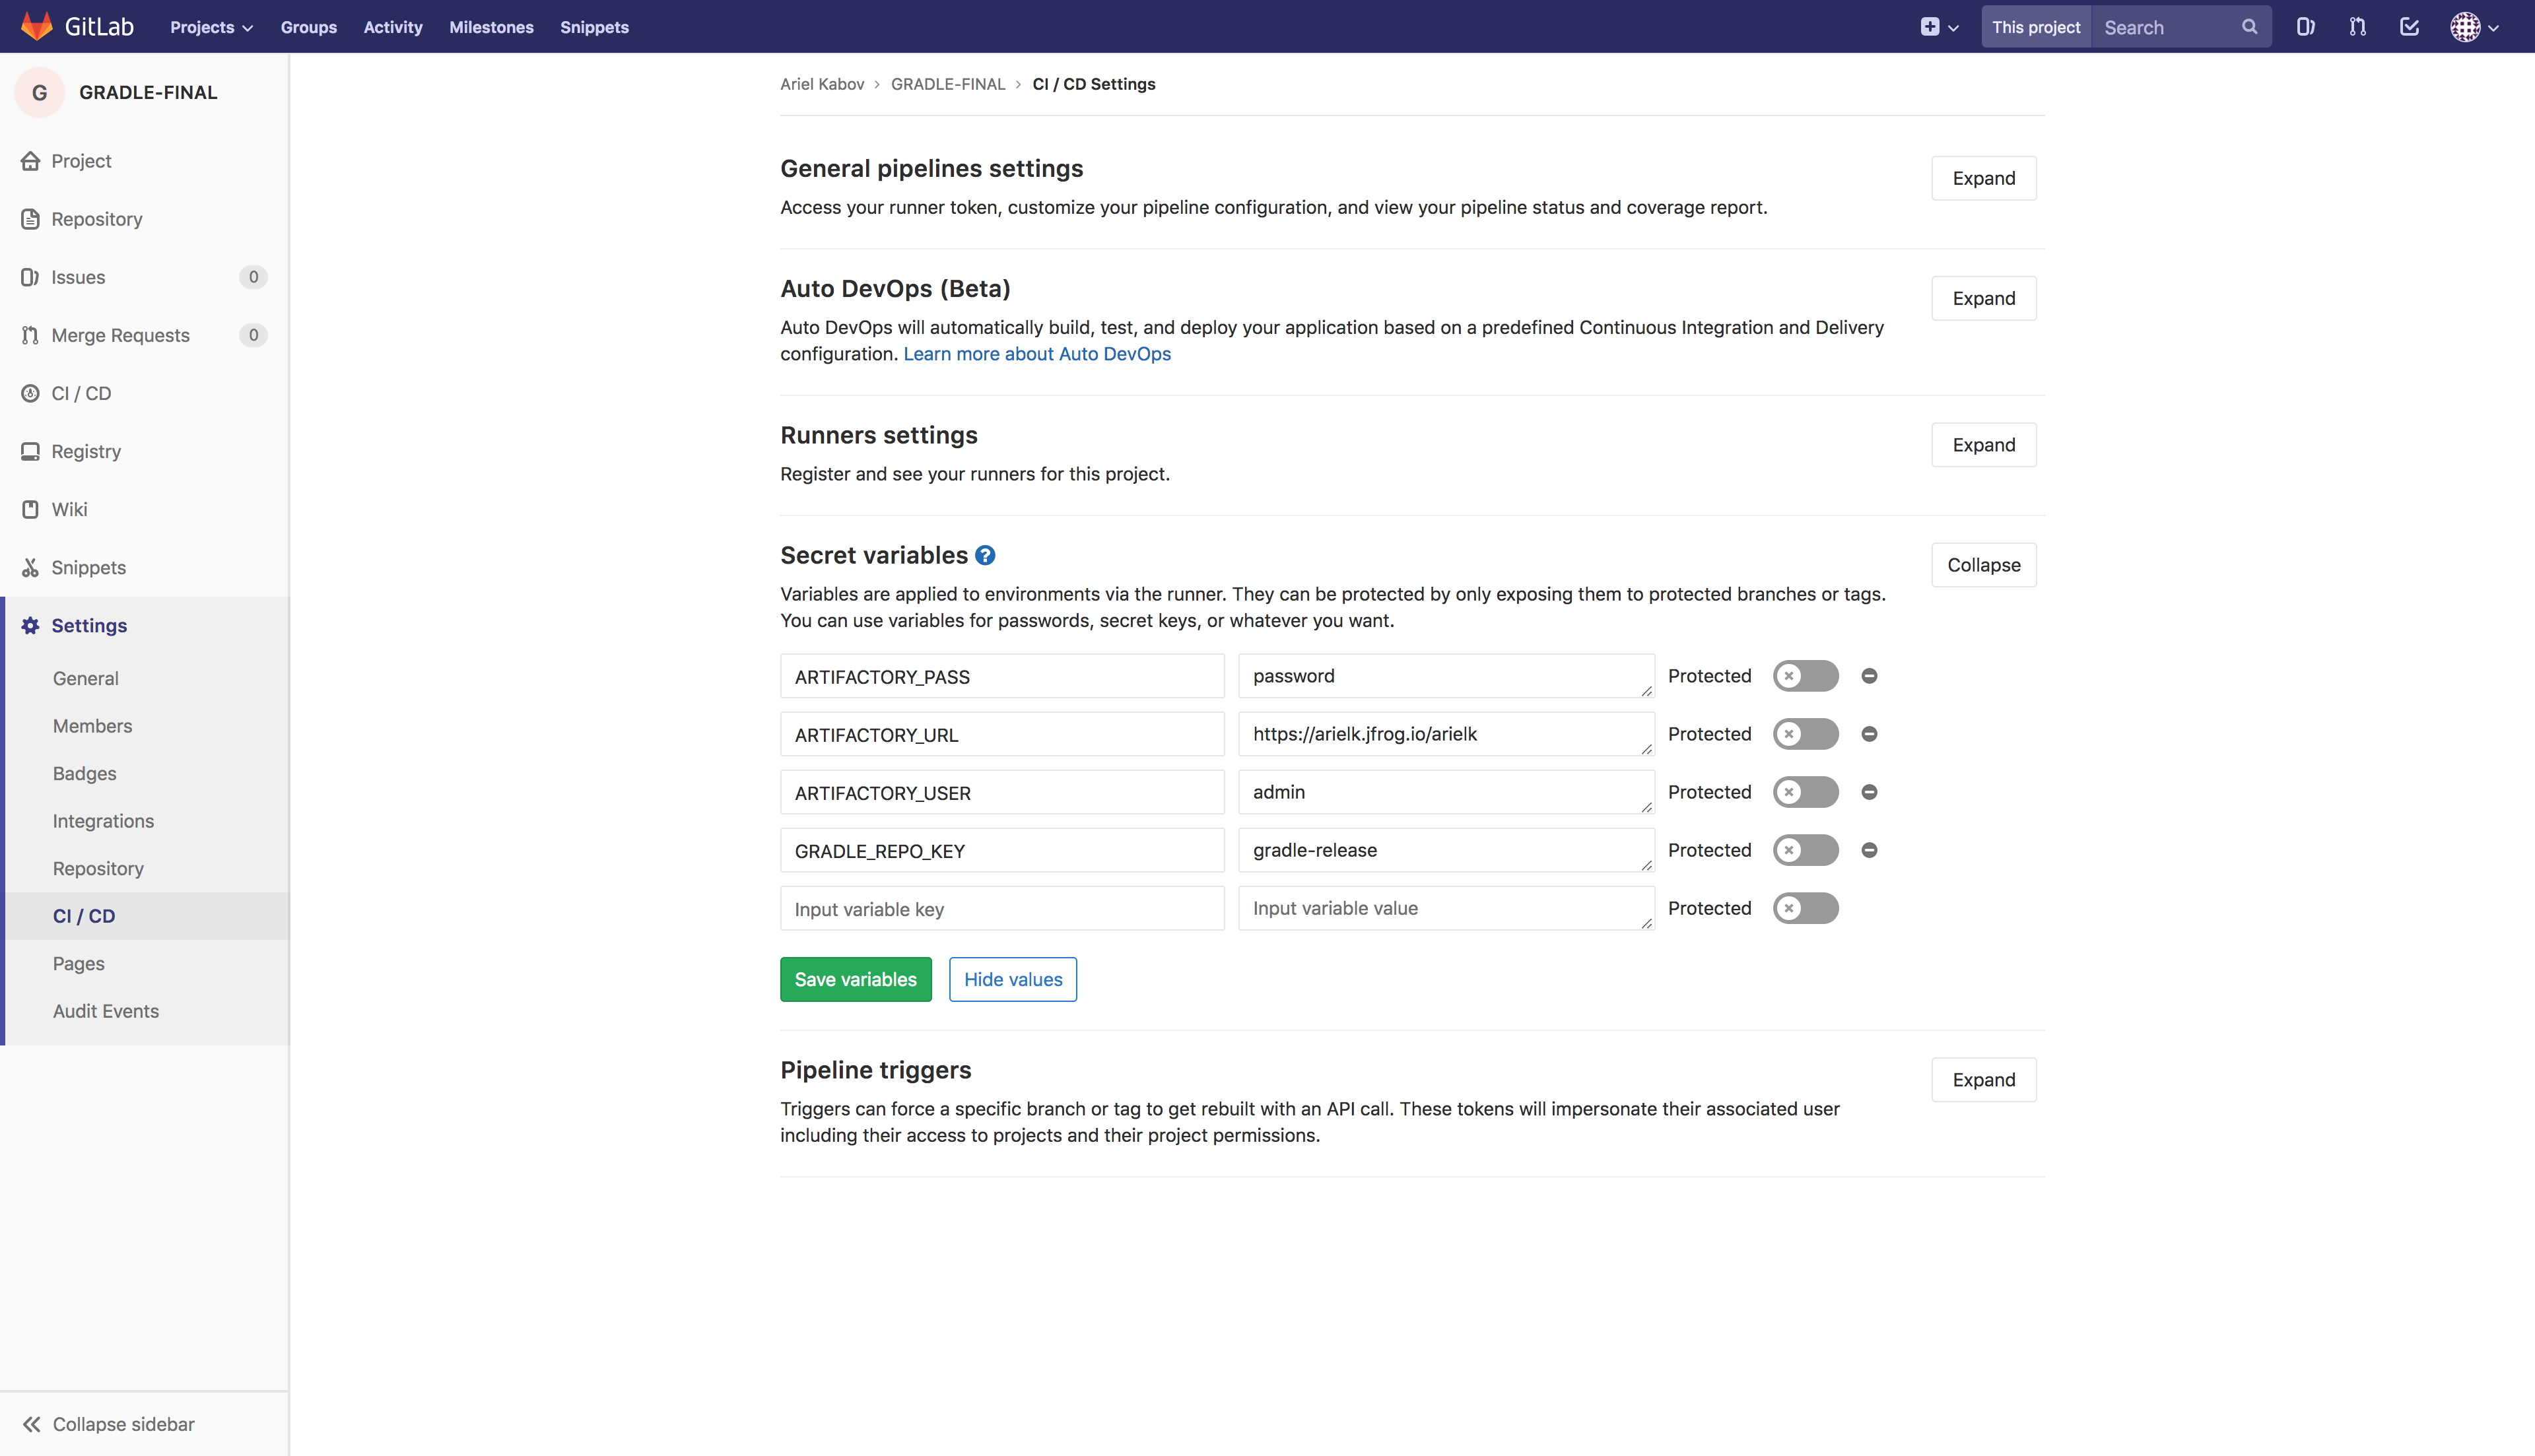 GitLab Projects Groups Activity Milestones Snippets This project Search
G GRADLE-FINAL
Project
Repository
Issues 0
Merge Requests 0
CI / CD
Registry
Wiki
Snippets
Settings
General
Members
Badges
Integrations
Repository
CI / CD
Pages
Audit Events
Collapse sidebar
Ariel Kabov > GRADLE-FINAL > CI / CD Settings
General pipelines settings
Expand
Access your runner token, customize your pipeline configuration, and view your pipeline status and coverage report.
Auto DevOps (Beta)
Expand
Auto DevOps will automatically build, test, and deploy your application based on a predefined Continuous Integration and Delivery
configuration. Learn more about Auto DevOps
Runners settings
Expand
Register and see your runners for this project.
Secret variables ?
Collapse
Variables are applied to environments via the runner. They can be protected by only exposing them to protected branches or tags.
You can use variables for passwords, secret keys, or whatever you want.
ARTIFACTORY_PASS password Protected
ARTIFACTORY_URL https://arielk.jfrog.io/arielk Protected
ARTIFACTORY_USER admin Protected
GRADLE_REPO_KEY gradle-release Protected
Input variable key Input variable value Protected
Save variables Hide values
Pipeline triggers
Expand
Triggers can force a specific branch or tag to get rebuilt with an API call. These tokens will impersonate their associated user
including their access to projects and their project permissions.